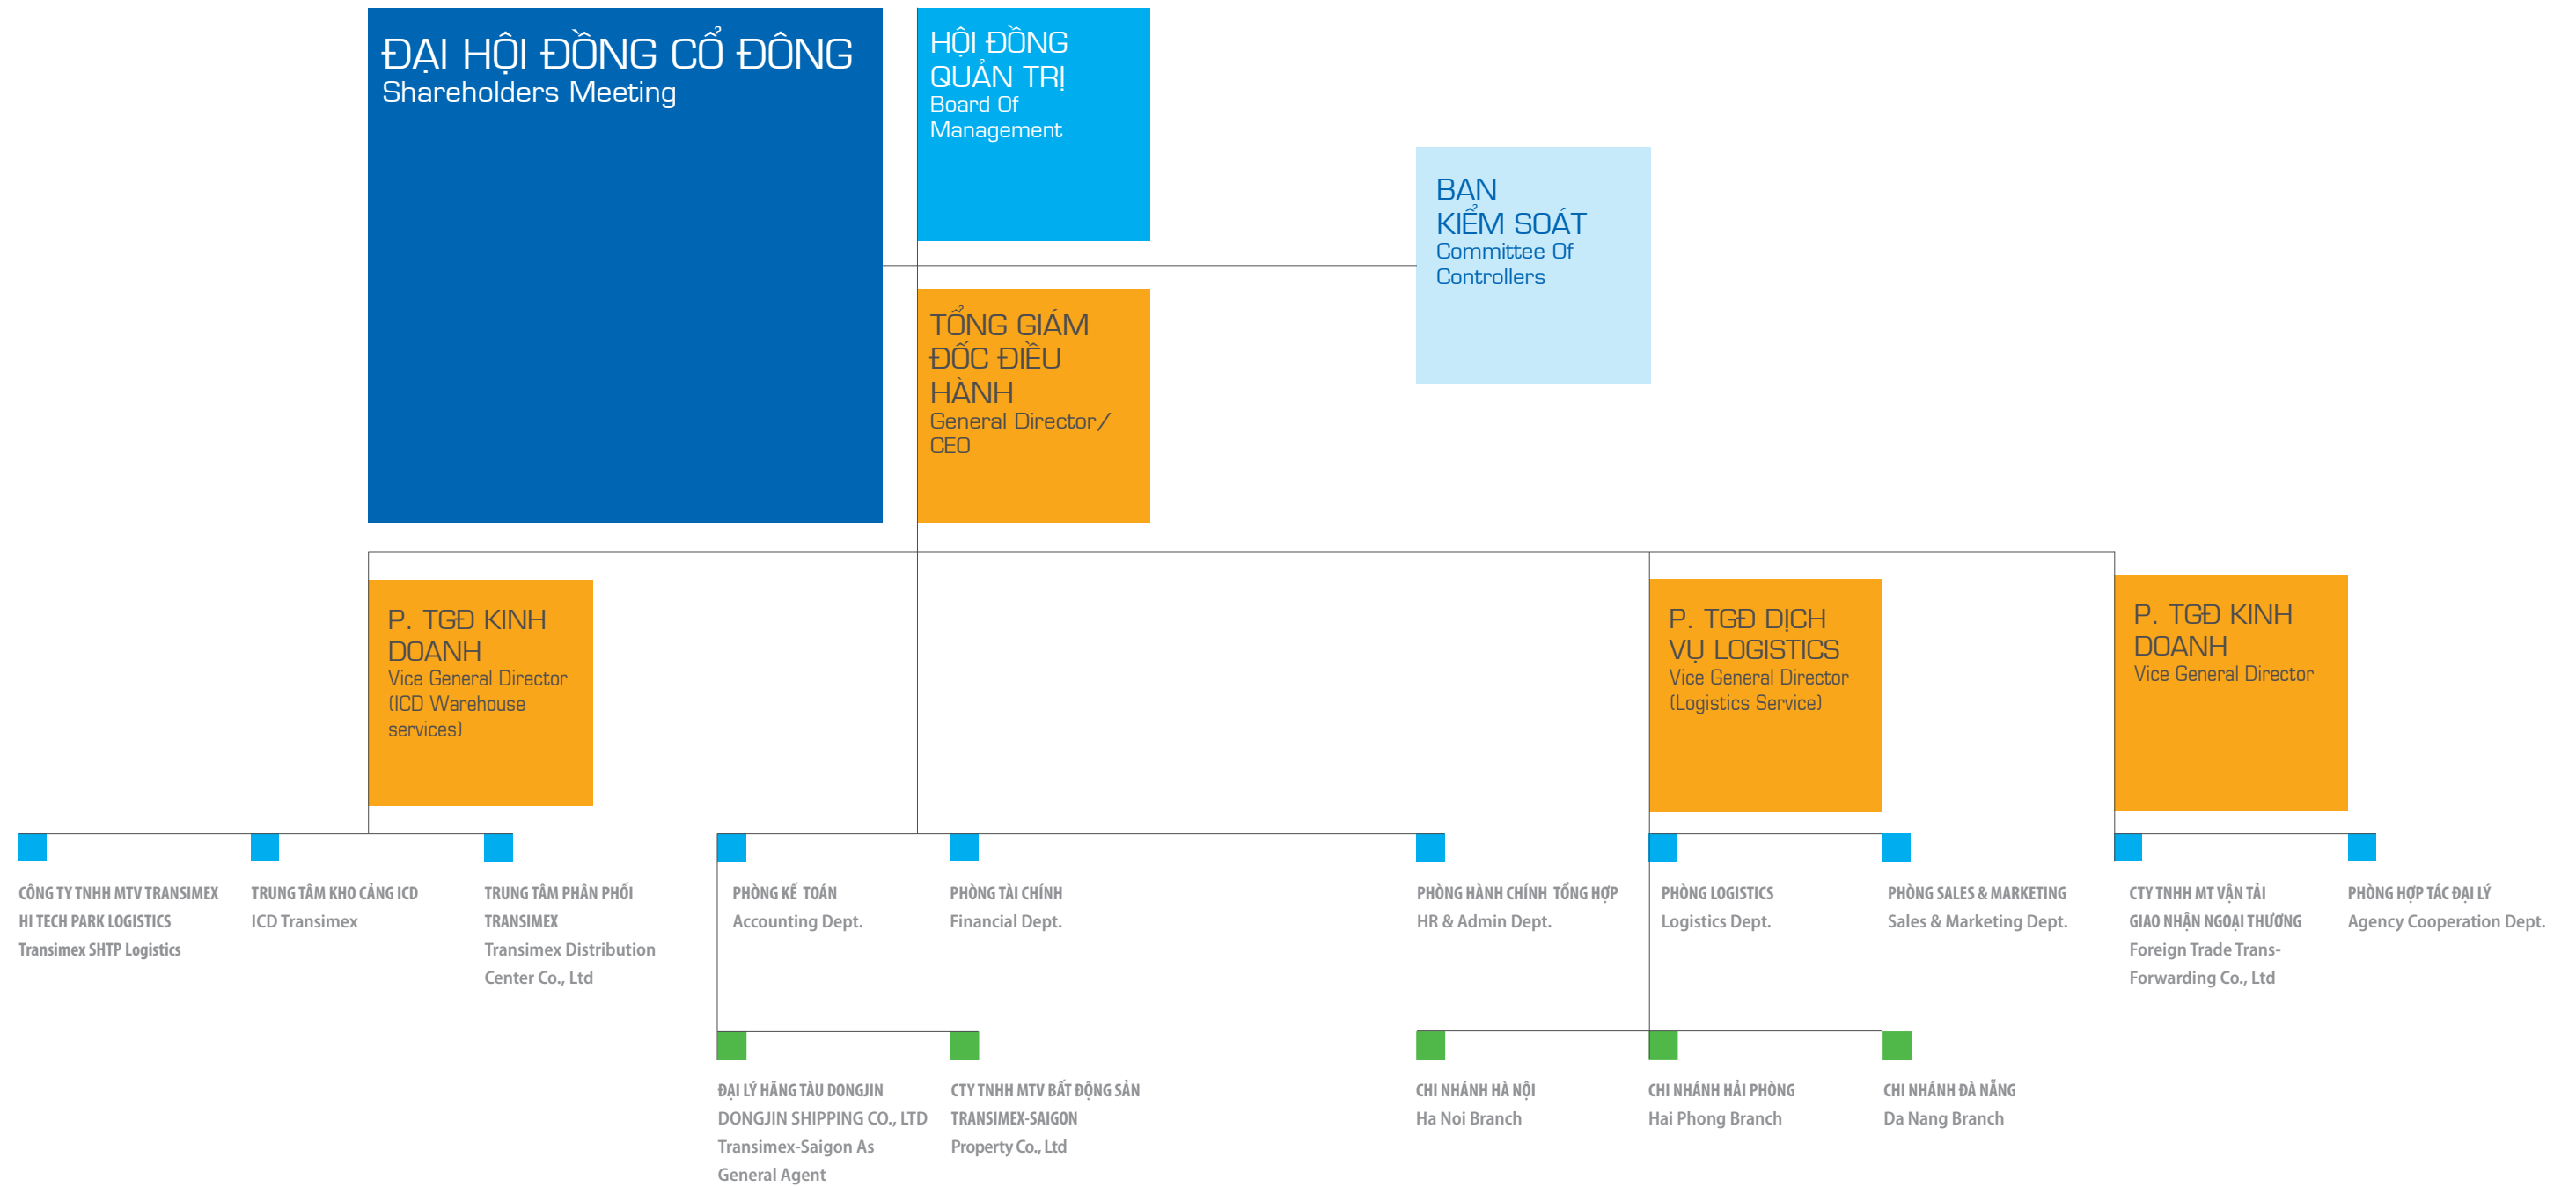 ĐẠI HỘI ĐỒNG CỔ ĐÔNG
Shareholders Meeting
HỘI ĐỒNG
QUẢN TRỊ
Board Of
Management
BAN
KIỂM SOÁT
Committee Of
Controllers
TỔNG GIÁM
ĐỐC ĐIỀU
HÀNH
General Director/
CEO
P. TGĐ KINH
DOANH
Vice General Director
(ICD Warehouse
services)
P. TGĐ DỊCH
VỤ LOGISTICS
Vice General Director
(Logistics Service)
P. TGĐ KINH
DOANH
Vice General Director
CÔNG TY TNHH MTV TRANSIMEX
HI TECH PARK LOGISTICS
Transimex SHTP Logistics
TRUNG TÂM KHO CẢNG ICD
ICD Transimex
TRUNG TÂM PHÂN PHỐI
TRANSIMEX
Transimex Distribution
Center Co., Ltd
PHÒNG KẾ TOÁN
Accounting Dept.
PHÒNG TÀI CHÍNH
Financial Dept.
PHÒNG HÀNH CHÍNH TỔNG HỢP
HR & Admin Dept.
PHÒNG LOGISTICS
Logistics Dept.
PHÒNG SALES & MARKETING
Sales & Marketing Dept.
CTY TNHH MT VẬN TẢI
GIAO NHẬN NGOẠI THƯƠNG
Foreign Trade Trans-
Forwarding Co., Ltd
PHÒNG HỢP TÁC ĐẠI LÝ
Agency Cooperation Dept.
ĐẠI LÝ HÃNG TÀU DONGJIN
DONGJIN SHIPPING CO., LTD
Transimex-Saigon As
General Agent
CTY TNHH MTV BẤT ĐỘNG SẢN
TRANSIMEX-SAIGON
Property Co., Ltd
CHI NHÁNH HÀ NỘI
Ha Noi Branch
CHI NHÁNH HẢI PHÒNG
Hai Phong Branch
CHI NHÁNH ĐÀ NẴNG
Da Nang Branch